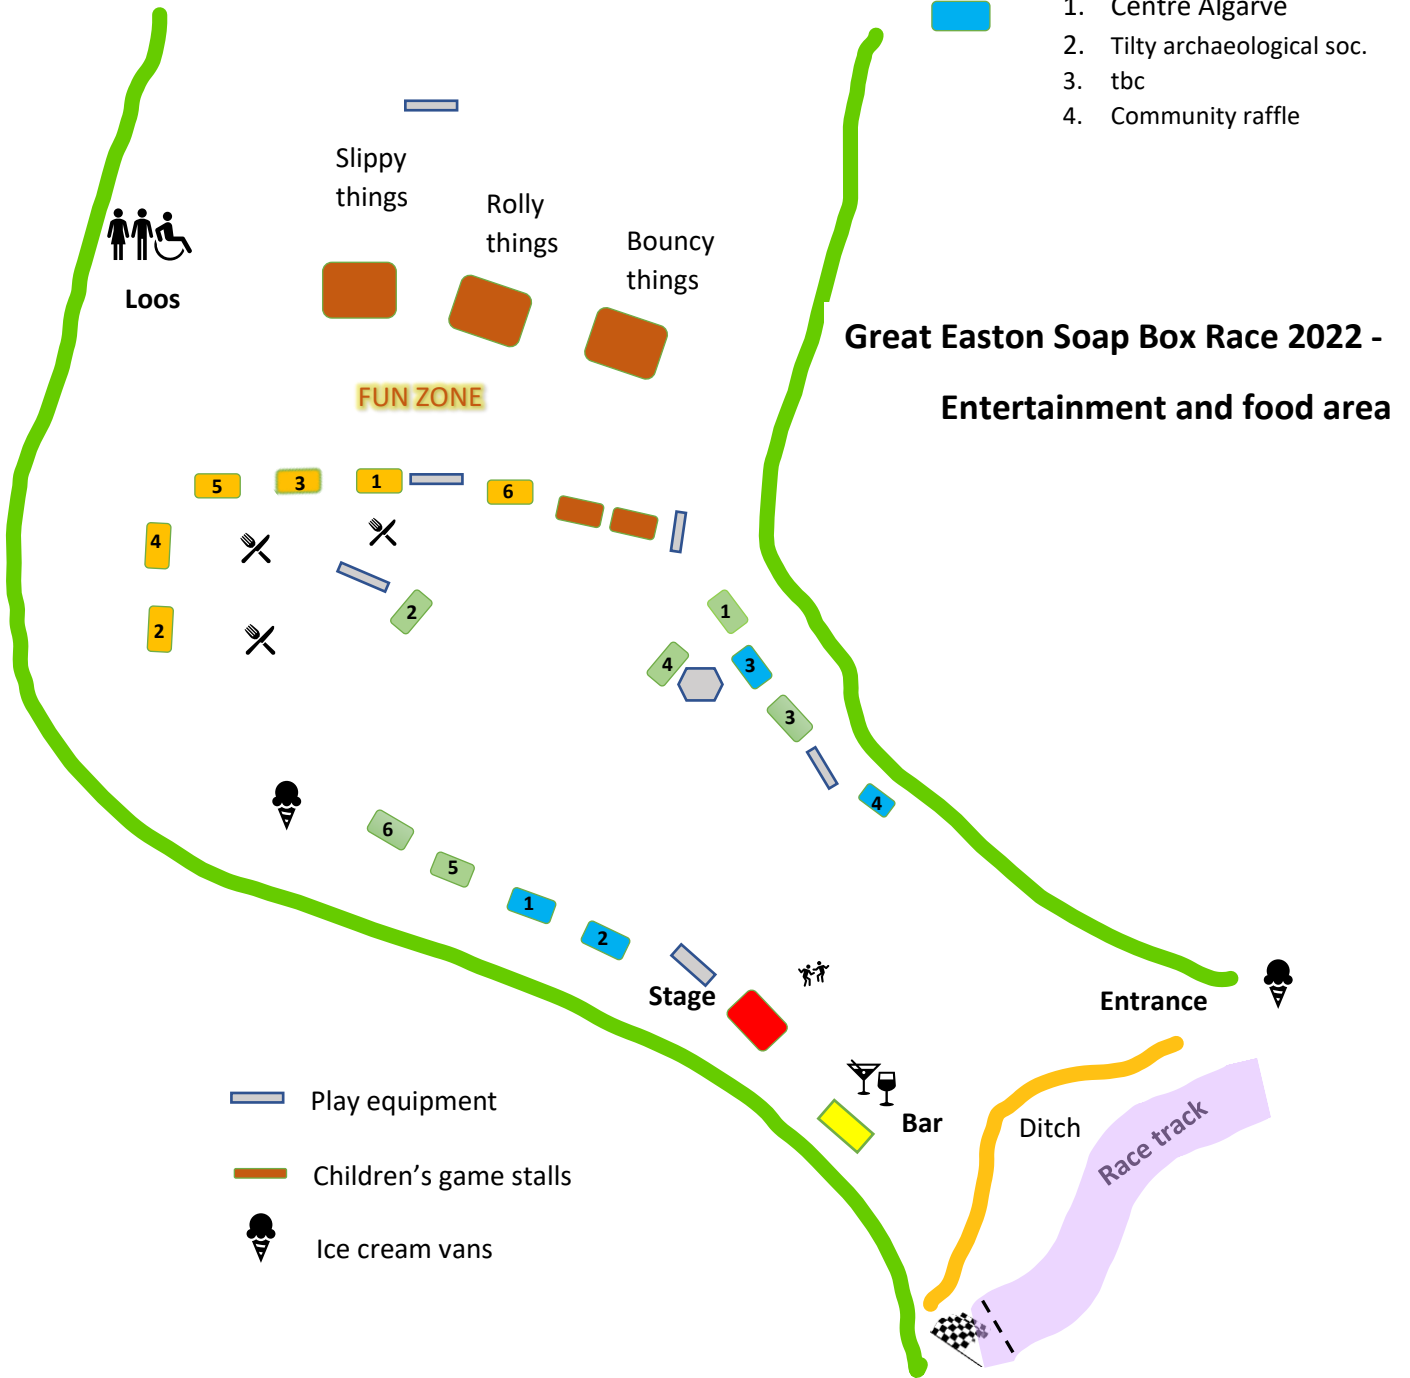 1. Centre Algarve
2. Tilty archaeological soc.
3. tbc
4. Community raffle
Slippy
things
Rolly
things
Bouncy
things
Loos
Great Easton Soap Box Race 2022 -
Entertainment and food area
FUN ZONE
5
3
1
6
4
2
2
1
4
3
3
4
6
5
1
2
Stage
Entrance
Bar
Ditch
Race track
Play equipment
Children's game stalls
Ice cream vans